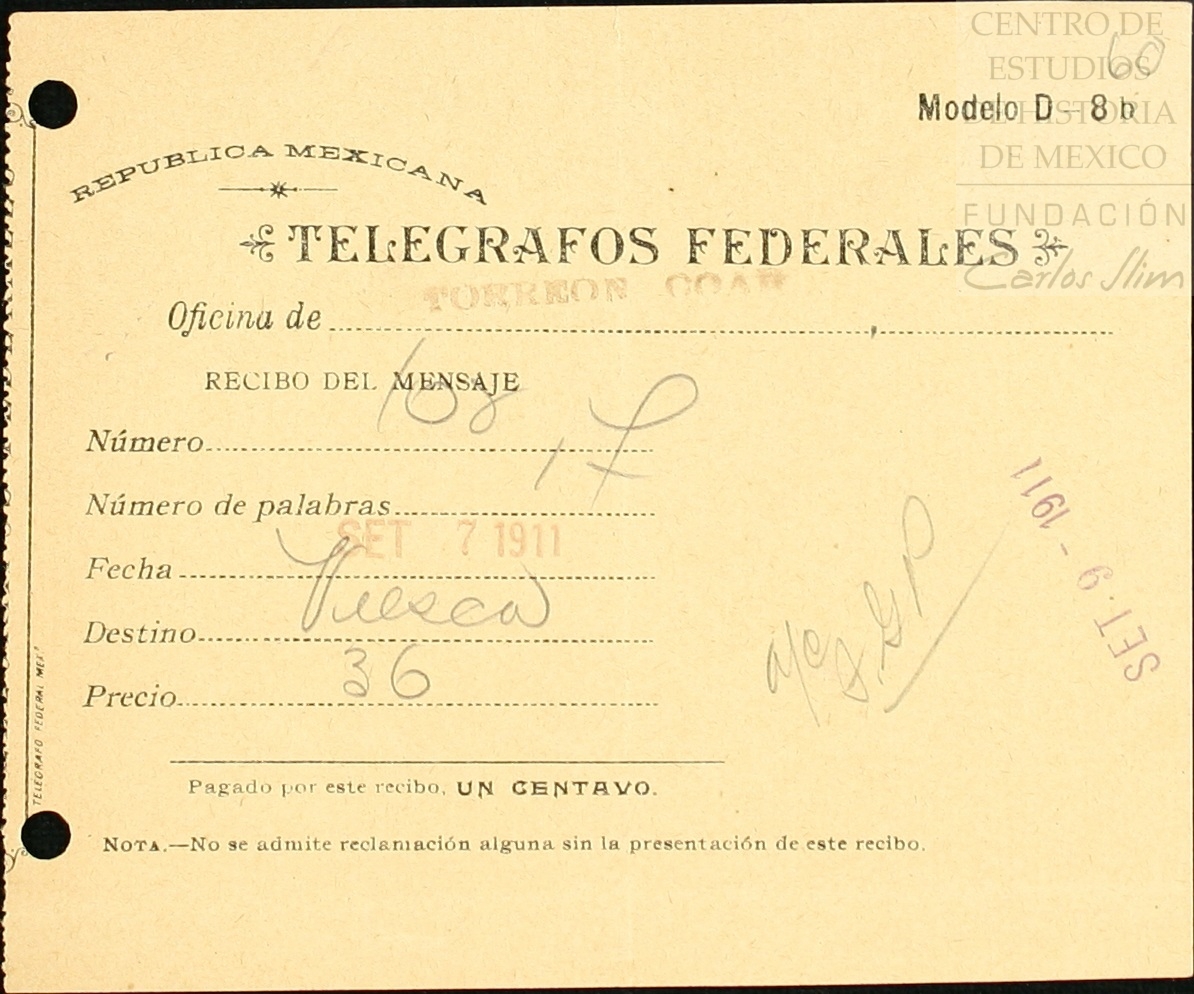 CENTRO DE
ESTUDIOS
DE HISTORIA
DE MEXICO
FUNDACIÓN
Carlos Slim
60
Modelo D-8 b
REPUBLICA MEXICANA
TELEGRAFOS FEDERALES
TORREON COAH
Oficina de
RECIBO DEL MENSAJE
Número 108
Número de palabras 17
Fecha SET 7 1911
Destino Viesca
Precio 36
Pagado por este recibo, UN CENTAVO.
NOTA.—No se admite reclamación alguna sin la presentación de este recibo.
SET. 9 - 1911
a/c
TELEGRAFO FEDERAL MEX.